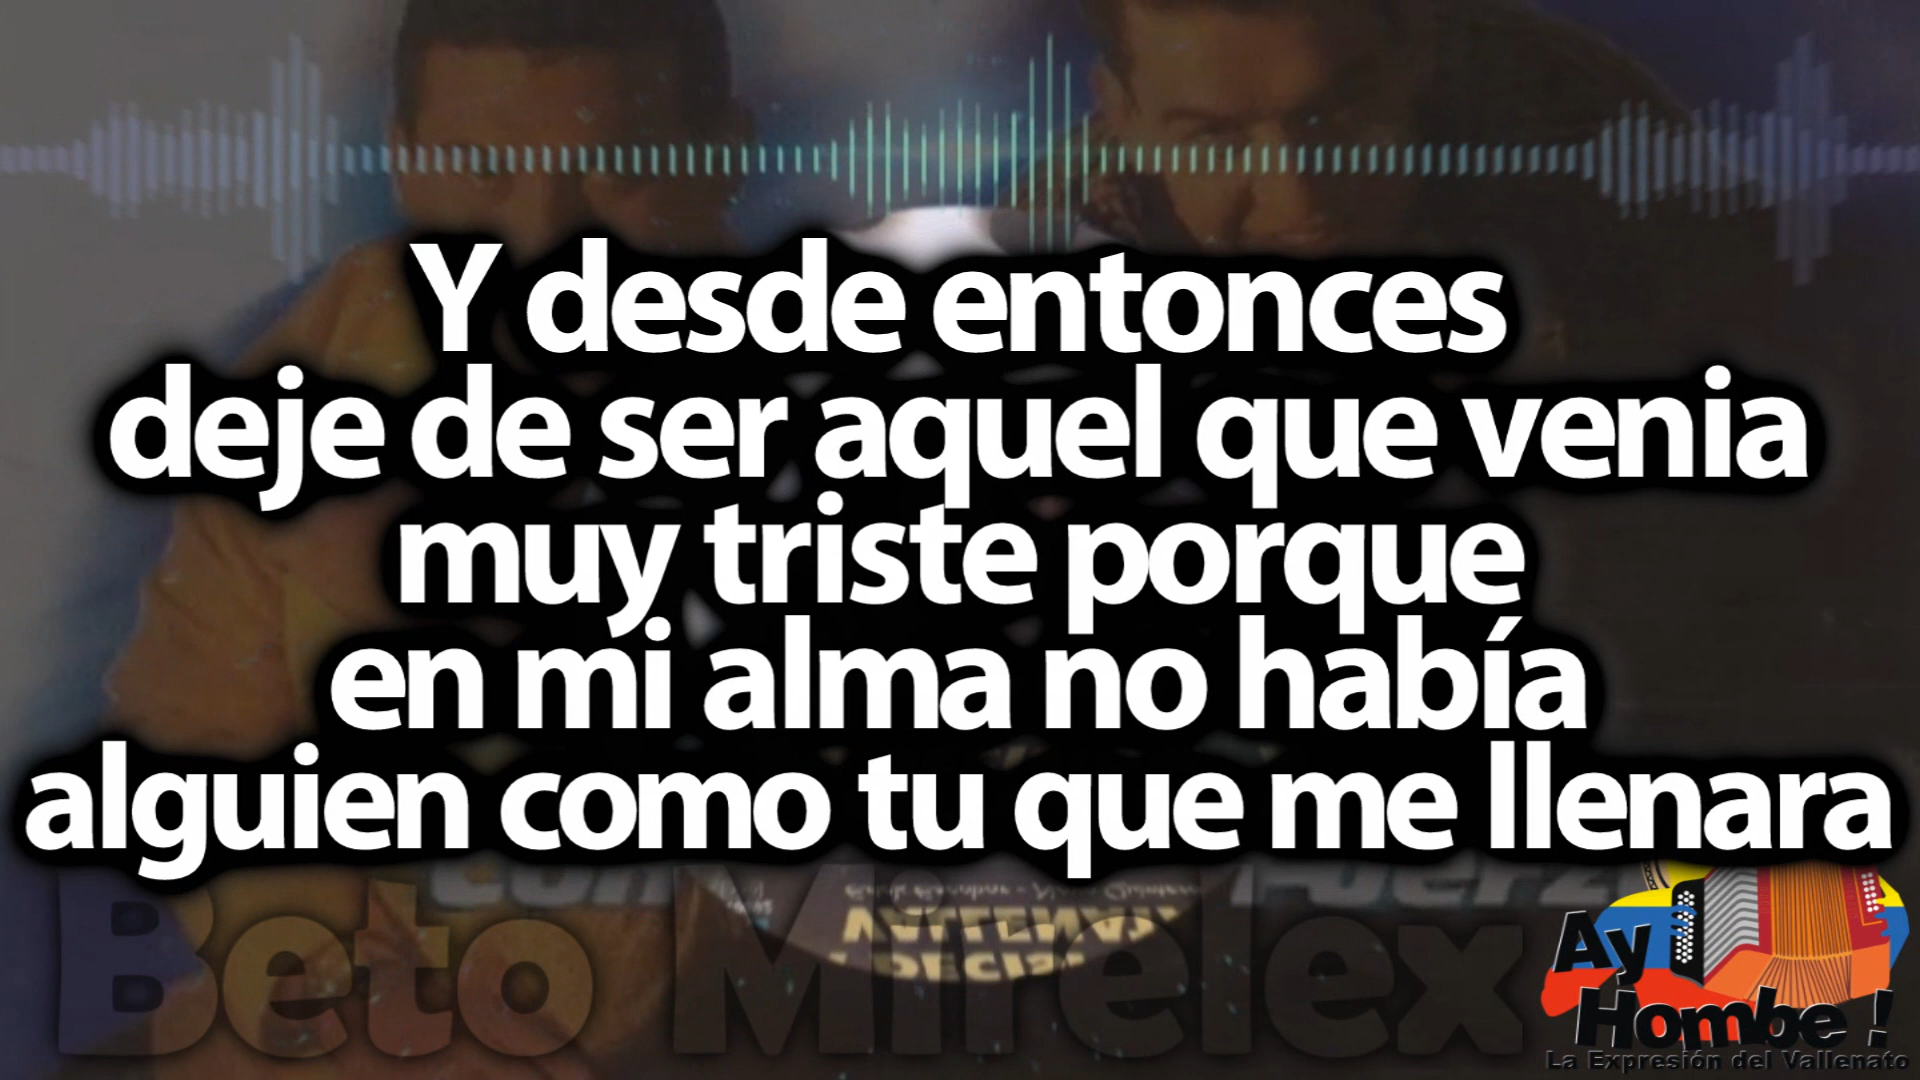 Y desde entonces
deje de ser aquel que venia
muy triste porque
en mi alma no había
alguien como tu que me llenara
Beto Mirelex
Ay
Hombe !
La Expresión del Vallenato